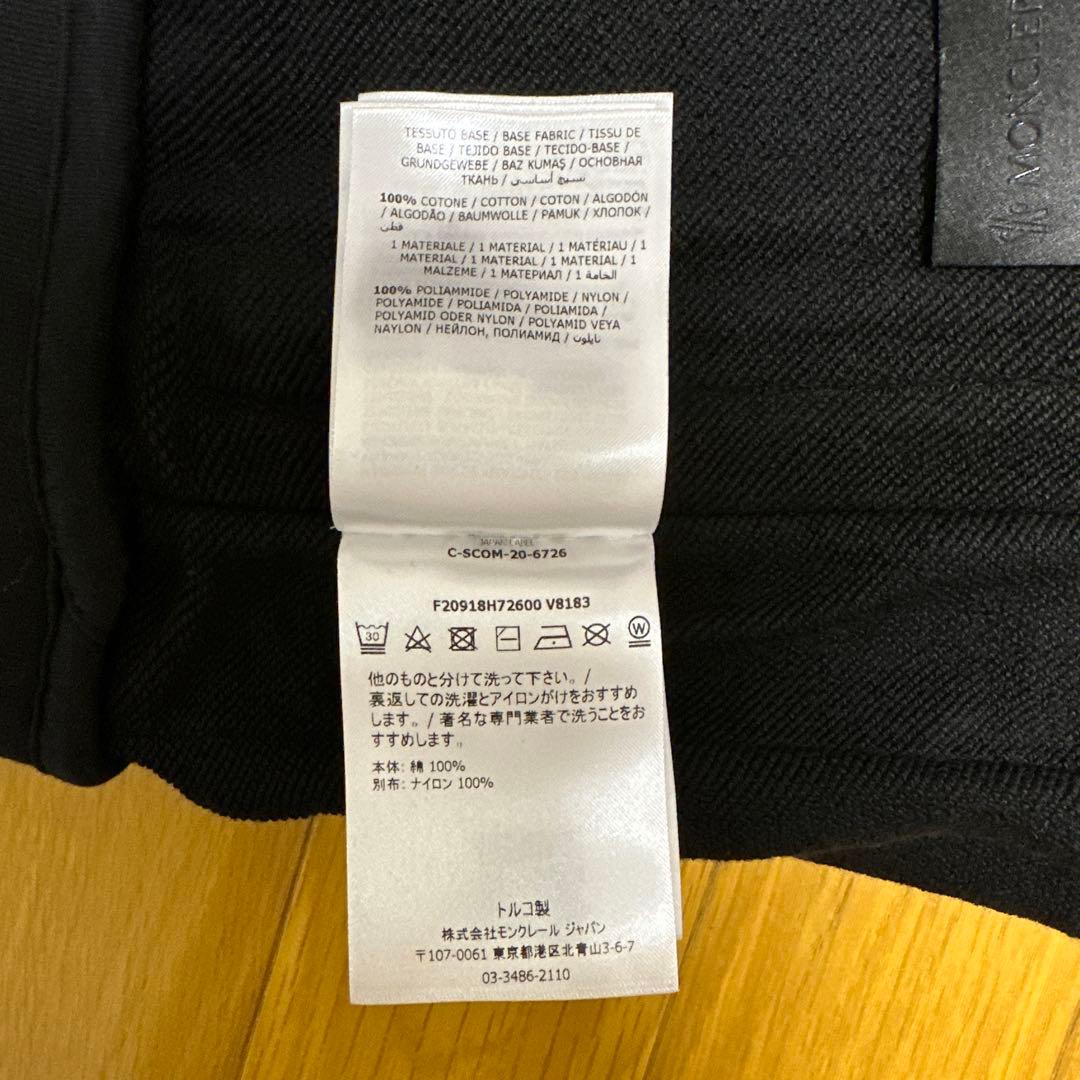 TESSUTO BASE / BASE FABRIC / TISSU DE
BASE / TEJIDO BASE / TECIDO-BASE /
GRUNDGEWEBE / BAZ KUMAŞ / ОСНОВНАЯ
ТКАНЬ / نسيج أساسي
100% COTONE / COTTON / COTON / ALGODÓN
/ ALGODÃO / BAUMWOLLE / PAMUK / ХЛОПОК /
قطن
1 MATERIALE / 1 MATERIAL / 1 MATÉRIAU / 1
MATERIAL / 1 MATERIAL / 1 MATERIAL / 1
MALZEME / 1 МАТЕРИАЛ / 1 الخامة
100% POLIAMMIDE / POLYAMIDE / NYLON /
POLYAMIDE / POLIAMIDA / POLIAMIDA /
POLYAMID ODER NYLON / POLYAMID VEYA
NAYLON / НЕЙЛОН, ПОЛИАМИД / نايلون
JAPAN LABEL
C-SCOM-20-6726
F20918H72600 V8183
30
W
他のものと分けて洗って下さい。/
裏返しての洗濯とアイロンがけをおすすめ
します。/ 著名な専門業者で洗うことをお
すすめします。
本体: 綿 100%
別布: ナイロン 100%
トルコ製
株式会社モンクレール ジャパン
〒107-0061 東京都港区北青山3-6-7
03-3486-2110
MONCLER